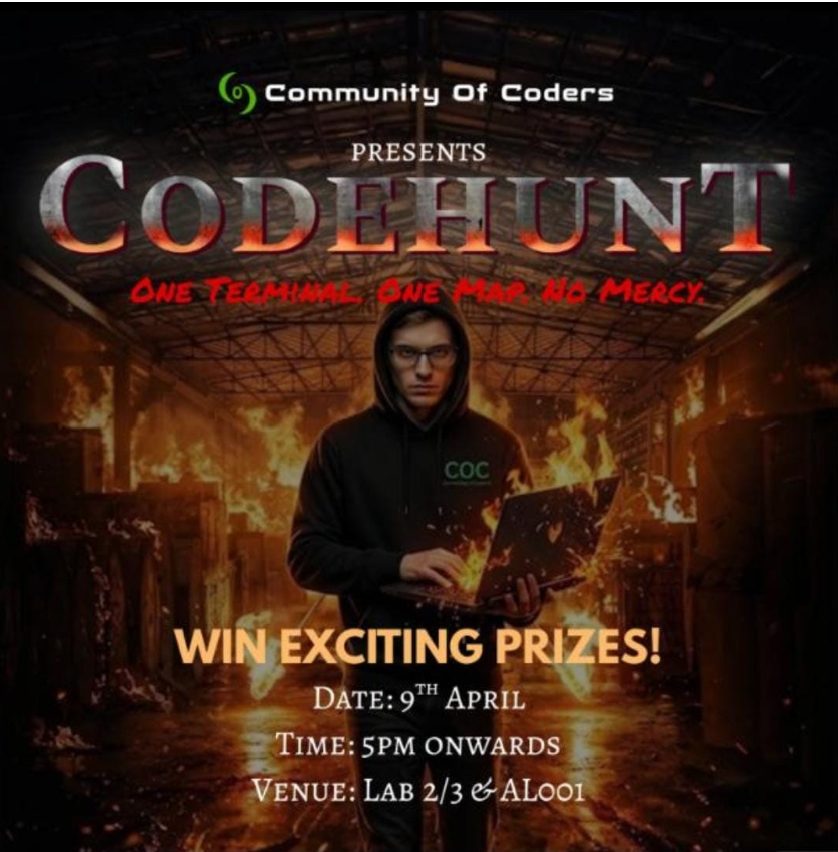 Community Of Coders
PRESENTS
CODEHUNT
ONE TERMINAL. ONE MAP. NO MERCY.
COC
WIN EXCITING PRIZES!
DATE: 9TH APRIL
TIME: 5PM ONWARDS
VENUE: LAB 2/3 & AL001